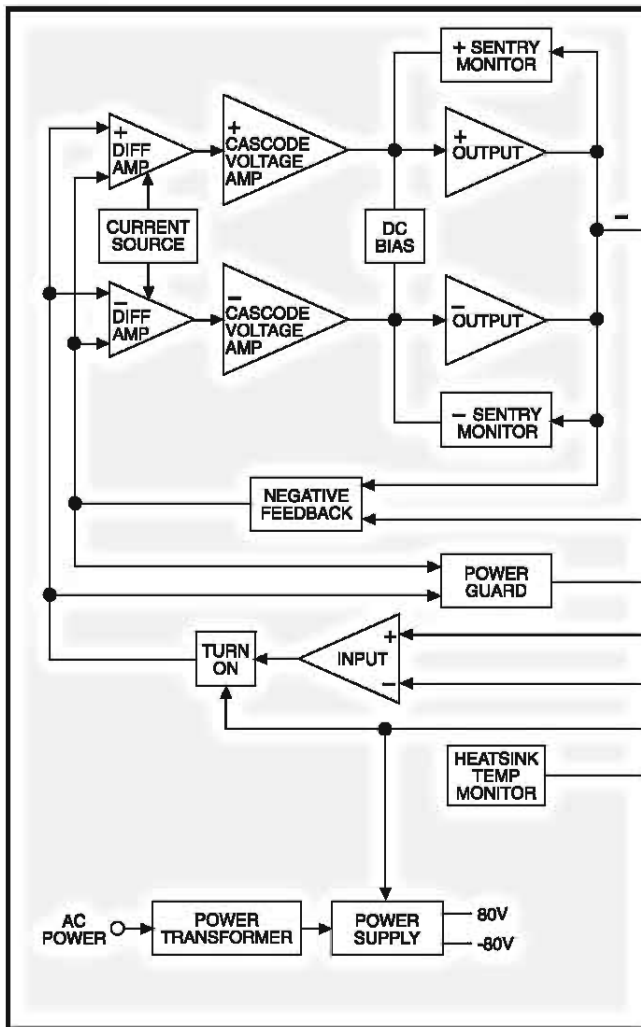 + SENTRY
MONITOR
+
DIFF
AMP
+
CASCODE
VOLTAGE
AMP
+
OUTPUT
CURRENT
SOURCE
DC
BIAS
–
–
DIFF
AMP
–
CASCODE
VOLTAGE
AMP
–
OUTPUT
– SENTRY
MONITOR
NEGATIVE
FEEDBACK
POWER
GUARD
TURN
ON
INPUT
+
–
HEATSINK
TEMP
MONITOR
AC
POWER
POWER
TRANSFORMER
POWER
SUPPLY
80V
-80V